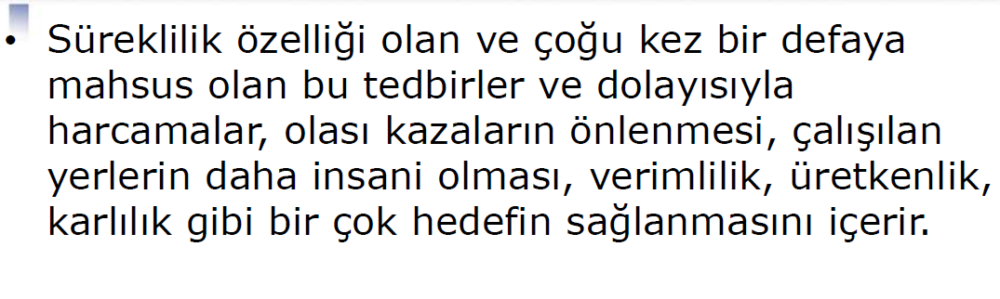 • Süreklilik özelliği olan ve çoğu kez bir defaya
mahsus olan bu tedbirler ve dolayısıyla
harcamalar, olası kazaların önlenmesi, çalışılan
yerlerin daha insani olması, verimlilik, üretkenlik,
karlılık gibi bir çok hedefin sağlanmasını içerir.